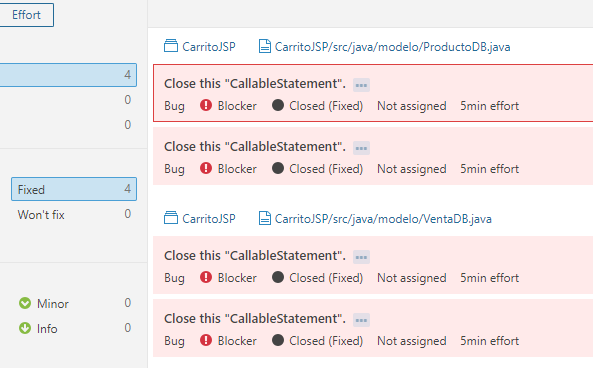 Effort
4
0
0
Fixed 4
Won't fix 0
Minor 0
Info 0
CarritoJSP CarritoJSP/src/java/modelo/ProductoDB.java
Close this "CallableStatement". ...
Bug Blocker Closed (Fixed) Not assigned 5min effort
Close this "CallableStatement". ...
Bug Blocker Closed (Fixed) Not assigned 5min effort
CarritoJSP CarritoJSP/src/java/modelo/VentaDB.java
Close this "CallableStatement". ...
Bug Blocker Closed (Fixed) Not assigned 5min effort
Close this "CallableStatement". ...
Bug Blocker Closed (Fixed) Not assigned 5min effort